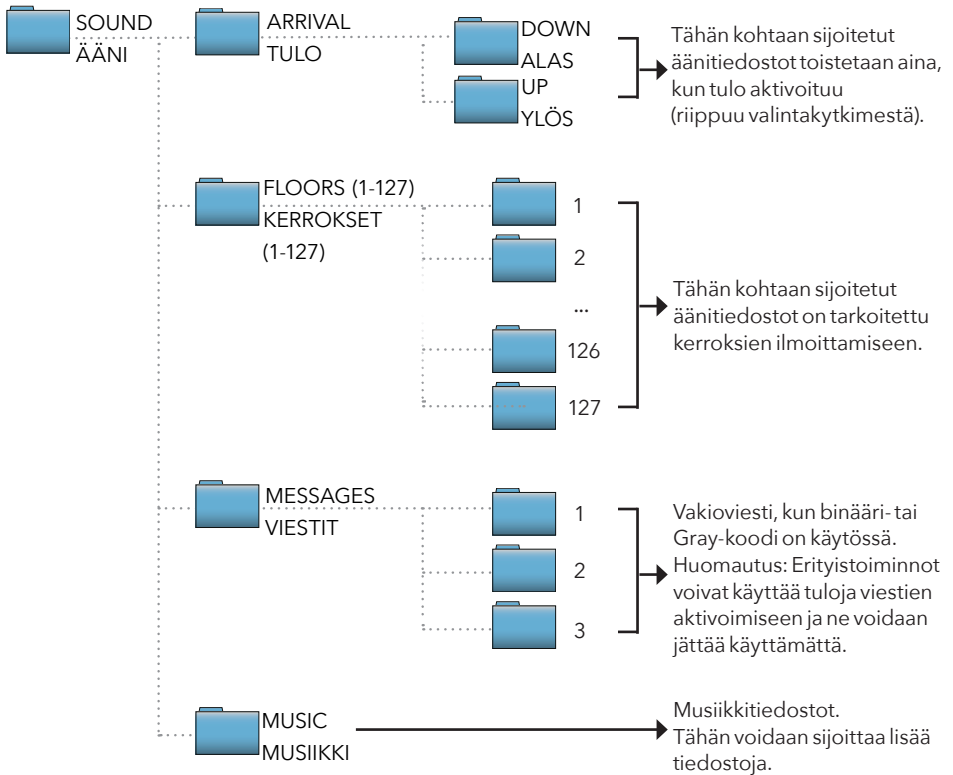 SOUND
ÄÄNI
ARRIVAL
TULO
DOWN
ALAS
UP
YLÖS
Tähän kohtaan sijoitetut
äänitiedostot toistetaan aina,
kun tulo aktivoituu
(riippuu valintakytkimestä).
FLOORS (1-127)
KERROKSET
(1-127)
1
2
...
126
127
Tähän kohtaan sijoitetut
äänitiedostot on tarkoitettu
kerroksien ilmoittamiseen.
MESSAGES
VIESTIT
1
2
3
Vakioviesti, kun binääri- tai
Gray-koodi on käytössä.
Huomautus: Erityistoiminnot
voivat käyttää tuloja viestien
aktivoimiseen ja ne voidaan
jättää käyttämättä.
MUSIC
MUSIIKKI
Musiikkitiedostot.
Tähän voidaan sijoittaa lisää
tiedostoja.